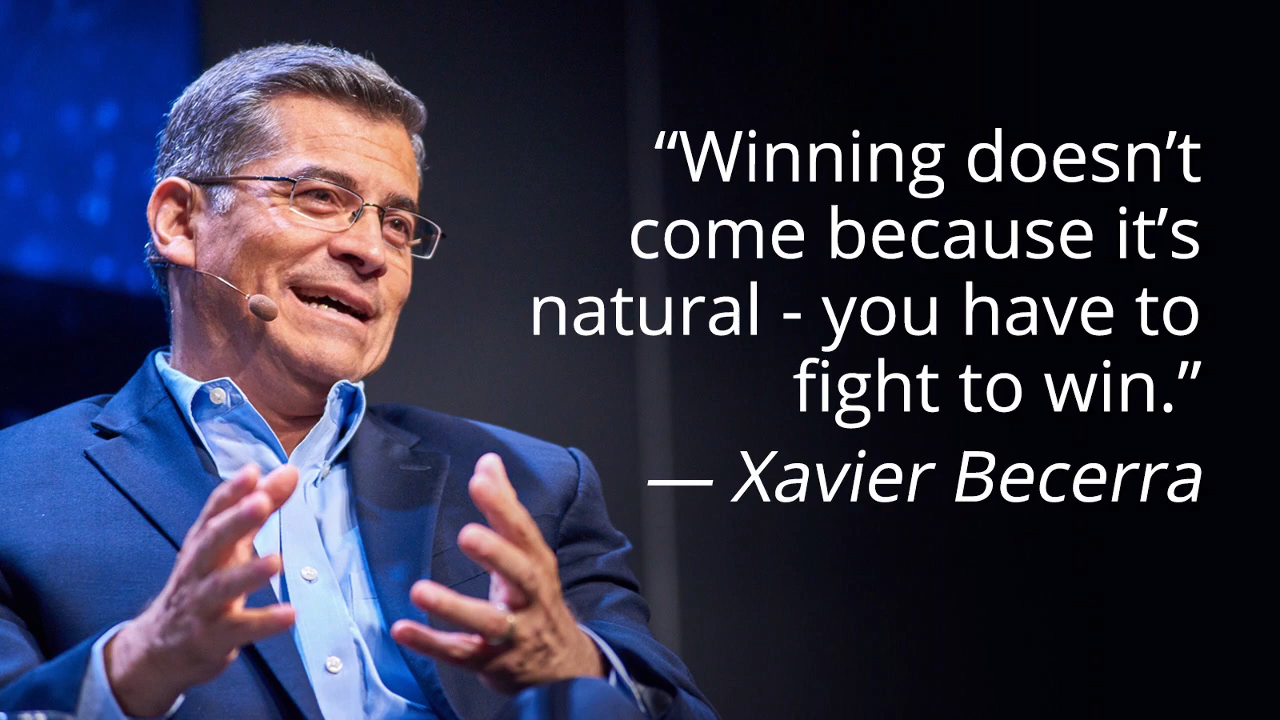 “Winning doesn’t
come because it’s
natural - you have to
fight to win.”
— Xavier Becerra